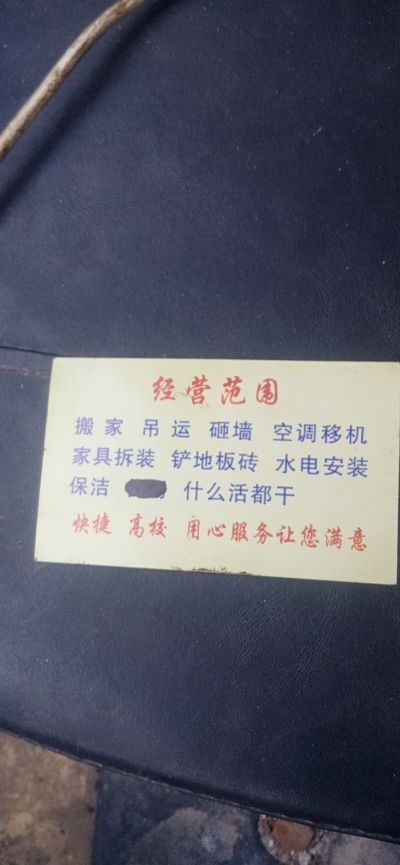 经营范围
搬家 吊运 砸墙 空调移机
家具拆装 铲地板砖 水电安装
保洁 什么活都干
快捷 高校 用心服务让您满意